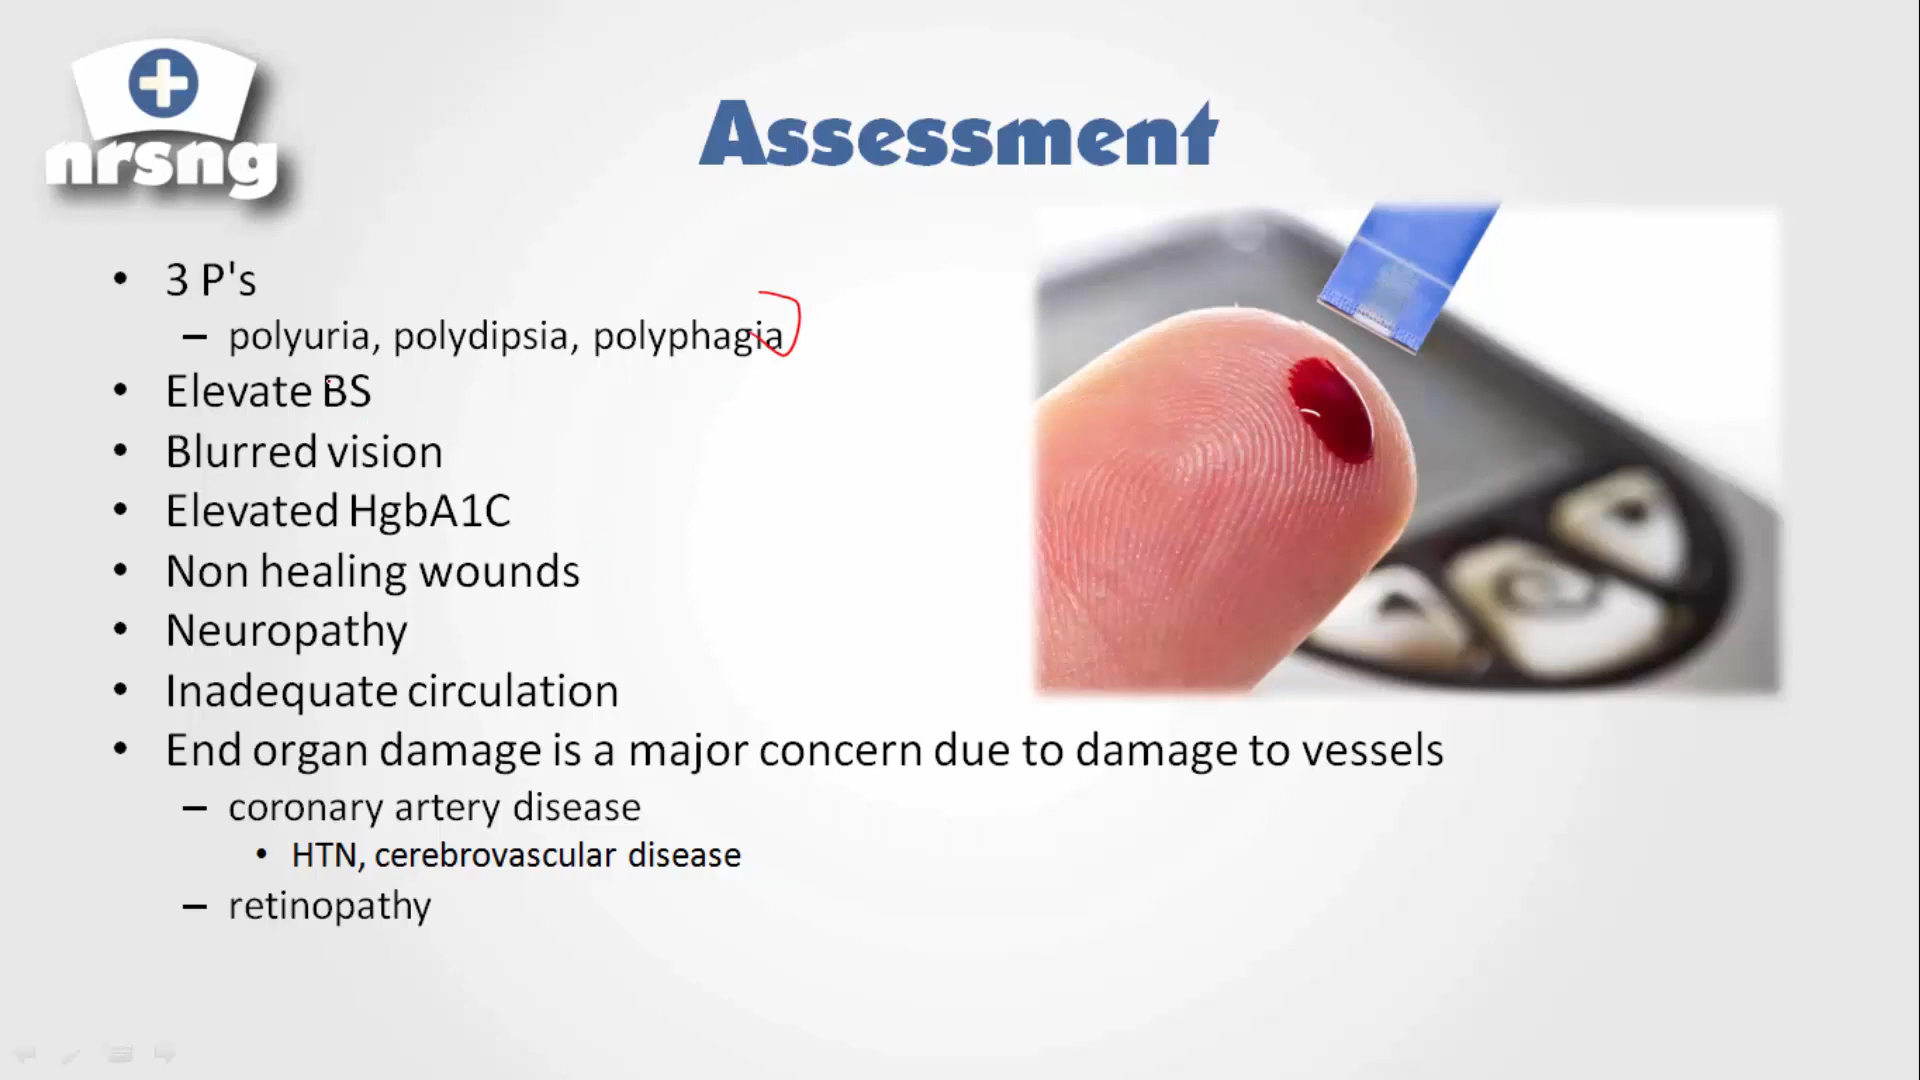 nrsng
Assessment
• 3 P's
– polyuria, polydipsia, polyphagia
• Elevate BS
• Blurred vision
• Elevated HgbA1C
• Non healing wounds
• Neuropathy
• Inadequate circulation
• End organ damage is a major concern due to damage to vessels
– coronary artery disease
• HTN, cerebrovascular disease
– retinopathy